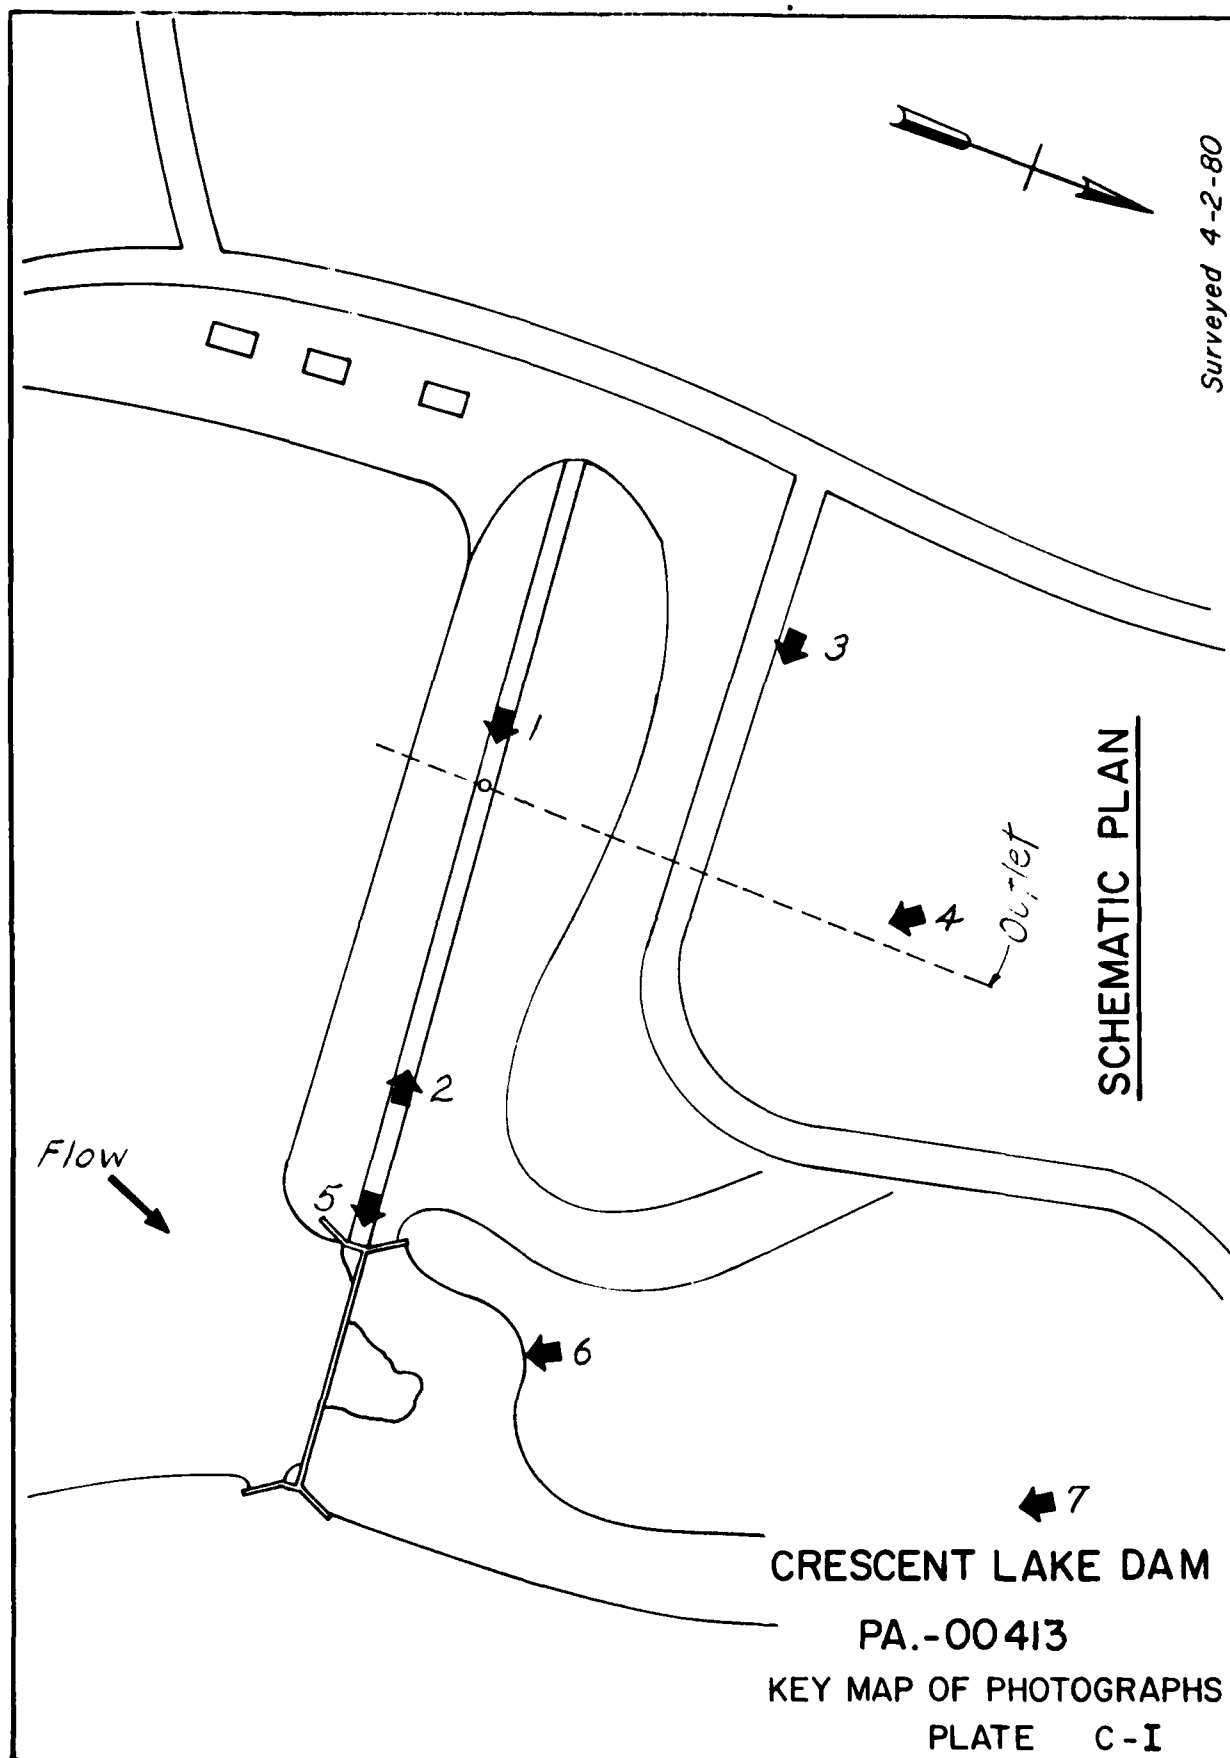 Surveyed 4-2-80
3
1
SCHEMATIC PLAN
4
2
Flow
5
6
7
CRESCENT LAKE DAM
PA.-00413
KEY MAP OF PHOTOGRAPHS
PLATE C-I